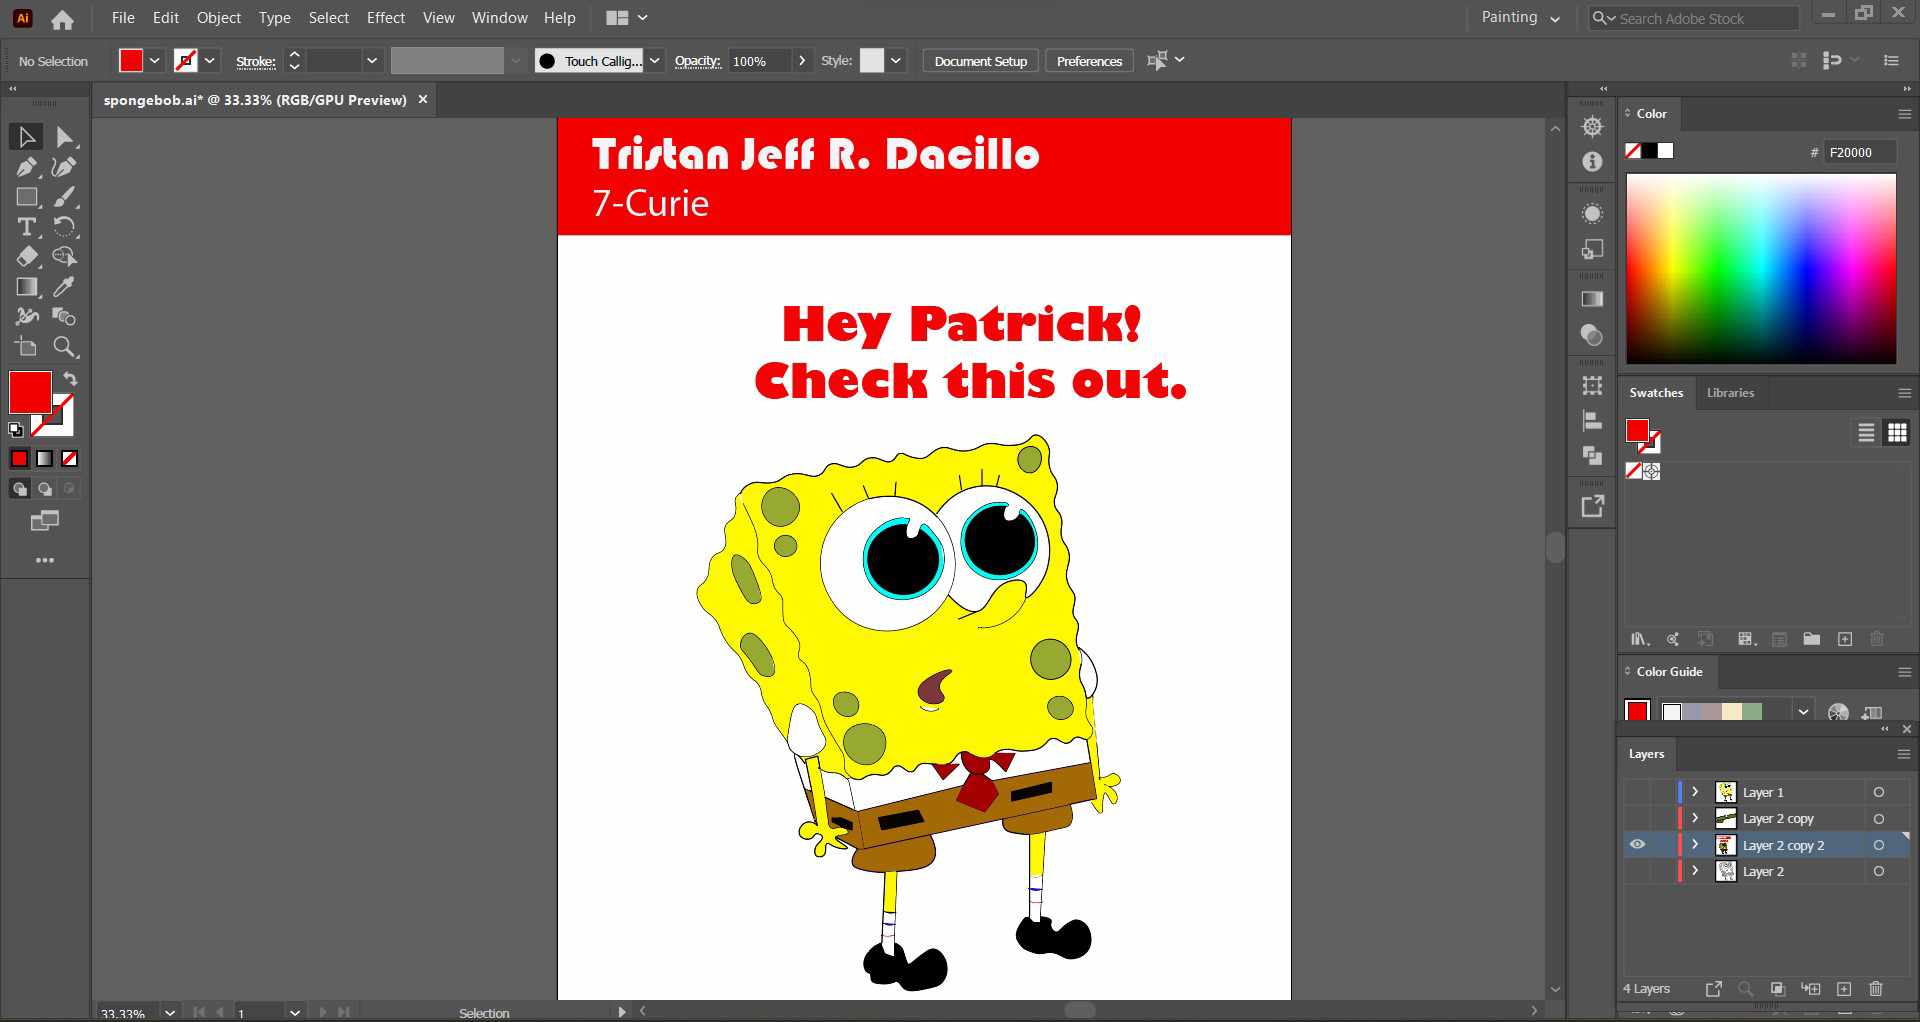 Ai File Edit Object Type Select Effect View Window Help Painting Search Adobe Stock
No Selection Stroke: Touch Callig... Opacity: 100% Style: Document Setup Preferences
spongebob.ai* @ 33.33% (RGB/GPU Preview)
Tristan Jeff R. Dacillo
7-Curie
Hey Patrick!
Check this out.
Color
# F20000
Swatches Libraries
Color Guide
Layers
Layer 1
Layer 2 copy
Layer 2 copy 2
Layer 2
4 Layers
33.33% 1 Selection